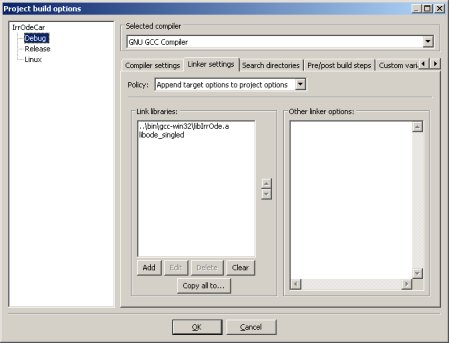 Project build options
IrrOdeCar
Debug
Release
Linux
Selected compiler
GNU GCC Compiler
Compiler settings Linker settings Search directories Pre/post build steps Custom vari
Policy: Append target options to project options
Link libraries:
..\bin\gcc-win32\libIrrOde.a
libode_singled
Add Edit Delete Clear
Copy all to...
Other linker options:
OK Cancel